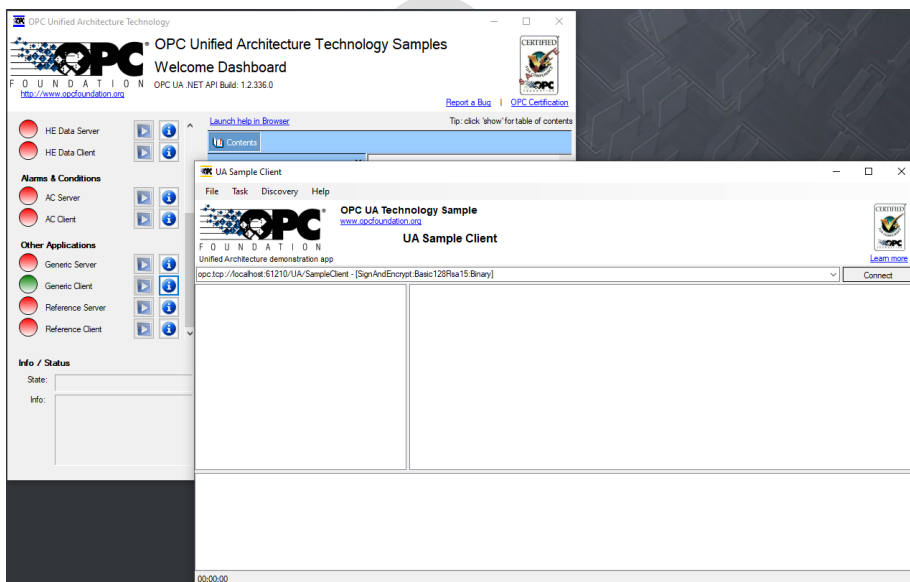 OPC Unified Architecture Technology
OPC
FOUNDATION
http://www.opcfoundation.org
OPC Unified Architecture Technology Samples
Welcome Dashboard
OPC UA .NET API Build: 1.2.336.0
CERTIFIED
OPC
Report a Bug | OPC Certification
HE Data Server
HE Data Client
Alarms & Conditions
AC Server
AC Client
Other Applications
Generic Server
Generic Client
Reference Server
Reference Client
Info / Status
State:
Info:
Launch help in Browser
Tip: click 'show' for table of contents
Contents
UA Sample Client
File Task Discovery Help
OPC
FOUNDATION
Unified Architecture demonstration app
OPC UA Technology Sample
www.opcfoundation.org
UA Sample Client
CERTIFIED
OPC
Learn more
opc.tcp://localhost:61210/UA/SampleClient - [SignAndEncrypt:Basic128Rsa15:Binary]
Connect
00:00:00